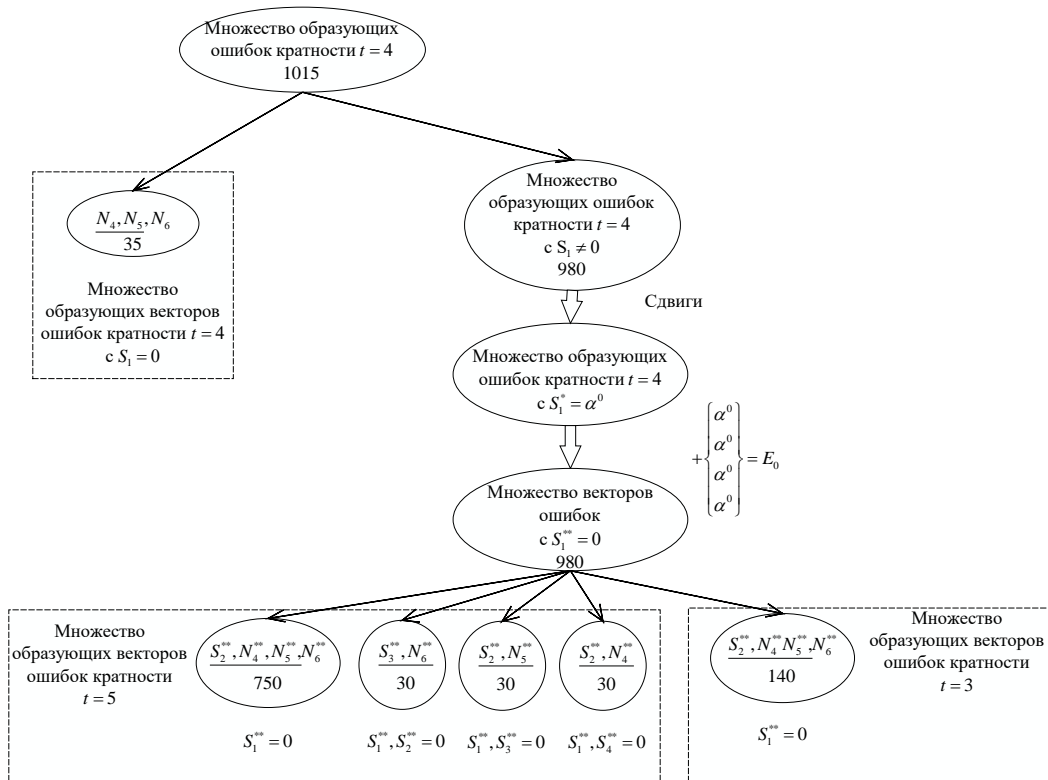 Множество образующих
ошибок кратности t = 4
1015
N₄, N₅, N₆
35
Множество
образующих векторов
ошибок кратности t = 4
с S₁ = 0
Множество
образующих ошибок
кратности t = 4
с S₁ ≠ 0
980
Сдвиги
Множество образующих
ошибок кратности t = 4
с S₁* = α⁰
+ { α⁰
α⁰
α⁰
α⁰ } = E₀
Множество векторов
ошибок
с S₁** = 0
980
Множество
образующих векторов
ошибок кратности
t = 5
S₂**, N₄**, N₅**, N₆**
750
S₁** = 0
S₃**, N₆**
30
S₁**, S₂** = 0
S₂**, N₅**
30
S₁**, S₃** = 0
S₂**, N₄**
30
S₁**, S₄** = 0
S₂**, N₄** N₅**, N₆**
140
S₁** = 0
Множество
образующих векторов
ошибок кратности
t = 3